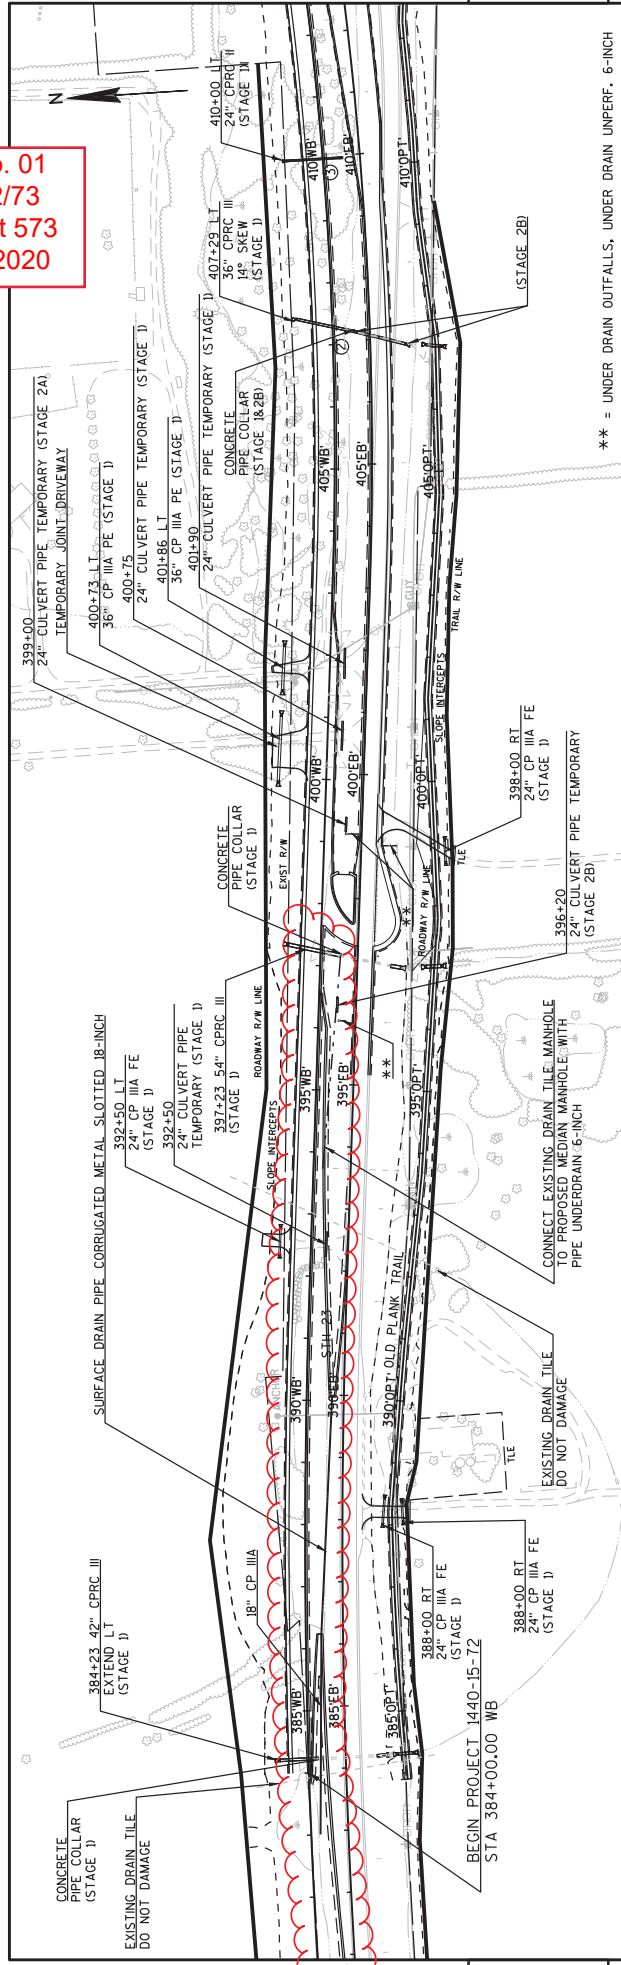 o. 01
2/73
t 573
2020
N
CONCRETE
PIPE COLLAR
(STAGE 1)
EXISTING DRAIN TILE
DO NOT DAMAGE
384+23 42" CPRC III
EXTEND LT
(STAGE 1)
18" CP IIIA
SURFACE DRAIN PIPE CORRUGATED METAL SLOTTED 18-INCH
392+50 LT
24" CP IIIA FE
(STAGE 1)
392+50
24" CULVERT PIPE
TEMPORARY (STAGE 1)
397+23 54" CPRC III
(STAGE 1)
SLOPE INTERCEPTS
ROADWAY R/W LINE
CONCRETE
PIPE COLLAR
(STAGE 1)
EXIST R/W
399+00
24" CULVERT PIPE TEMPORARY (STAGE 2A)
TEMPORARY JOINT DRIVEWAY
400+73 LT
36" CP IIIA PE (STAGE 1)
400+75
24" CULVERT PIPE TEMPORARY (STAGE 1)
401+86 LT
36" CP IIIA PE (STAGE 1)
401+90
24" CULVERT PIPE TEMPORARY (STAGE 1)
CONCRETE
PIPE COLLAR
(STAGE 1&2B)
407+29 LT
36" CPRC III
14° SKEW
(STAGE 1)
410+00 LT
24" CPRC II
(STAGE 1)
385'WB'
390'WB'
395'WB'
400'WB'
405'WB'
410'WB'
385'EB'
390'EB'
395'EB'
400'EB'
405'EB'
410'EB'
STH 23
ANCHOR
GUY
②
③
385'OPT'
390'OPT'
OLD PLANK TRAIL
395'OPT'
400'OPT'
405'OPT'
410'OPT'
**
**
ROADWAY R/W LINE
SLOPE INTERCEPTS
TRAIL R/W LINE
TLE
TLE
(STAGE 2B)
BEGIN PROJECT 1440-15-72
STA 384+00.00 WB
388+00 RT
24" CP IIIA FE
(STAGE 1)
388+00 RT
24" CP IIIA FE
(STAGE 1)
EXISTING DRAIN TILE
DO NOT DAMAGE
CONNECT EXISTING DRAIN TILE MANHOLE
TO PROPOSED MEDIAN MANHOLE WITH
PIPE UNDERDRAIN 6-INCH
396+20
24" CULVERT PIPE TEMPORARY
(STAGE 2B)
398+00 RT
24" CP IIIA FE
(STAGE 1)
** = UNDER DRAIN OUTFALLS, UNDER DRAIN UNPERF. 6-INCH